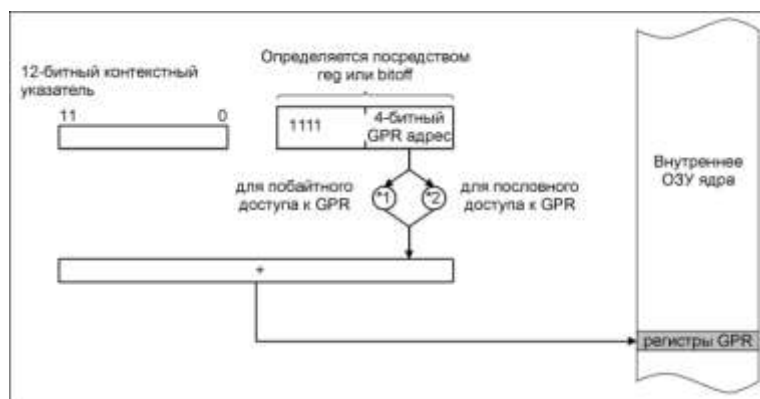 Определяется посредством
reg или bitoff
12-битный контекстный
указатель
11 0
1111
4-битный
GPR адрес
для побайтного
доступа к GPR
*1
*2
для пословного
доступа к GPR
+
Внутреннее
ОЗУ ядра
регистры GPR